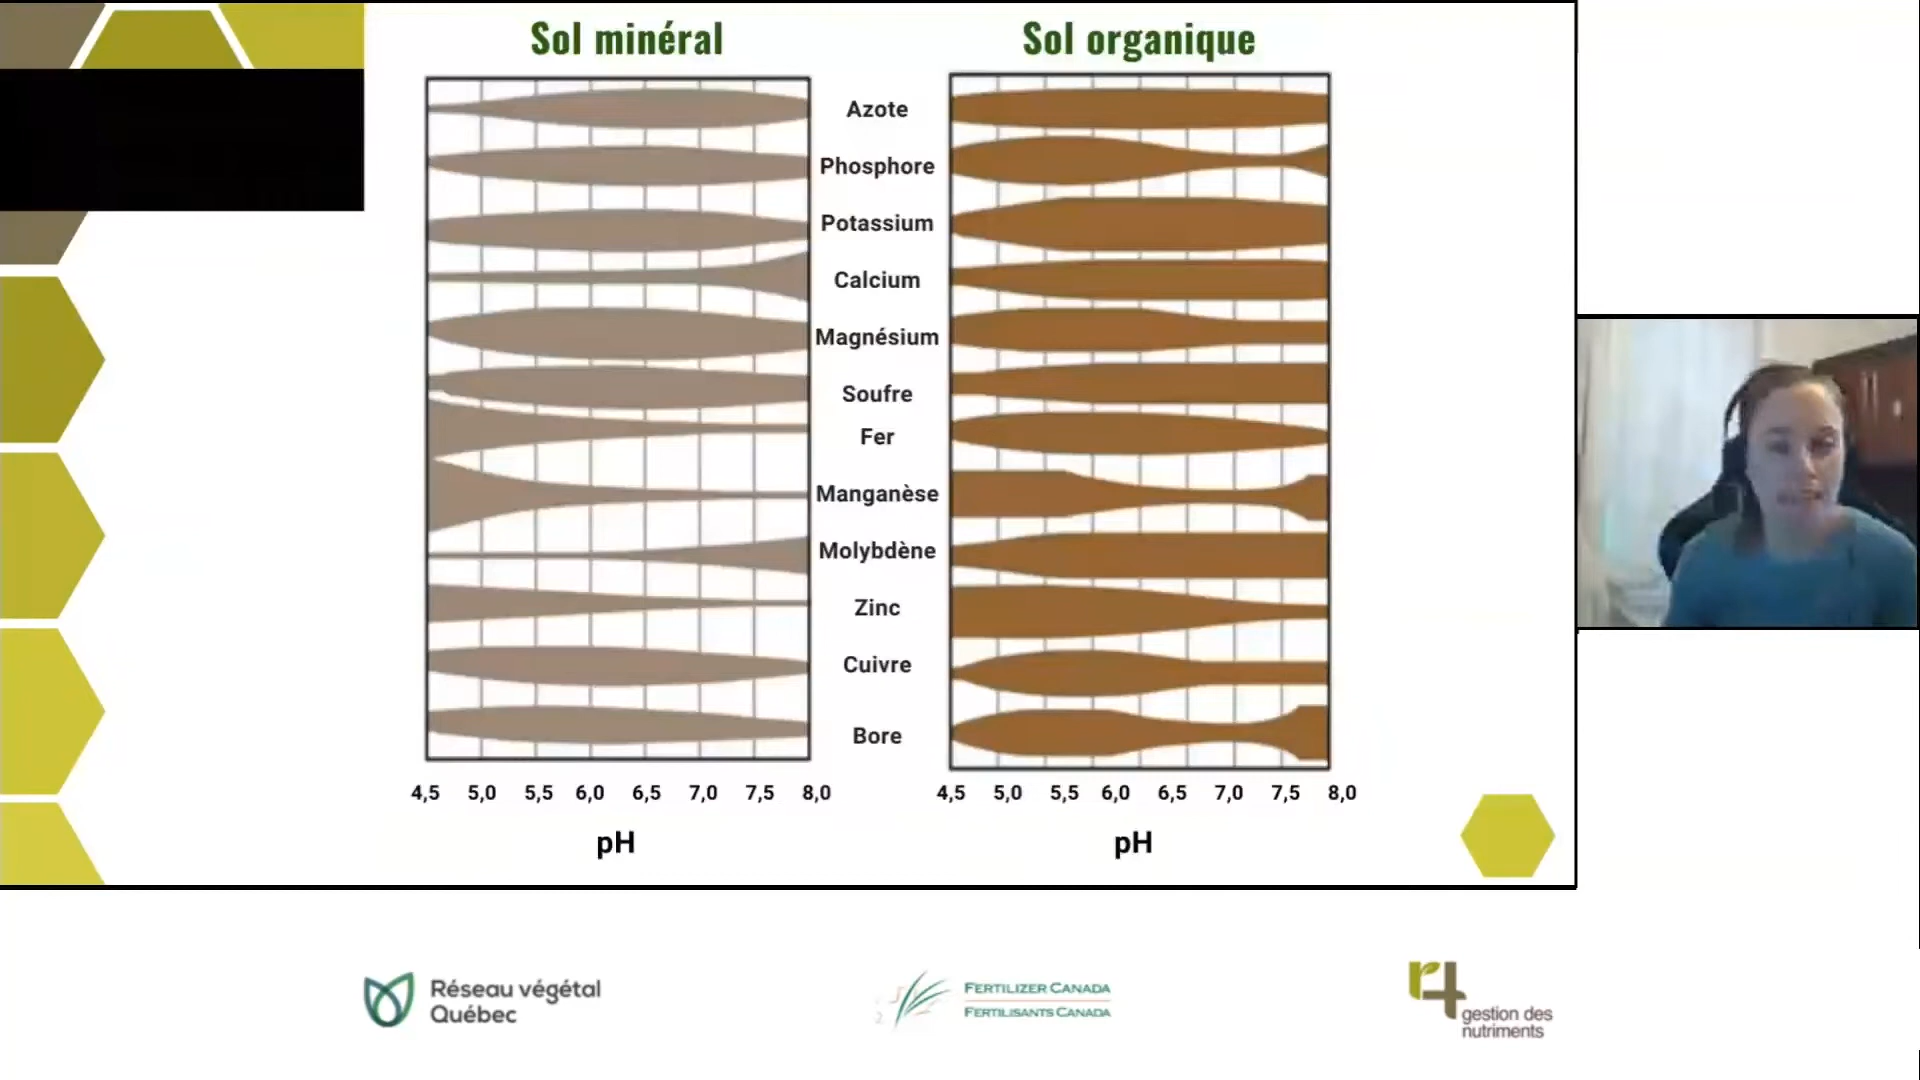 Sol minéral
Sol organique
Azote
Phosphore
Potassium
Calcium
Magnésium
Soufre
Fer
Manganèse
Molybdène
Zinc
Cuivre
Bore
4,5 5,0 5,5 6,0 6,5 7,0 7,5 8,0
4,5 5,0 5,5 6,0 6,5 7,0 7,5 8,0
pH
pH
Réseau végétal
Québec
FERTILIZER CANADA
FERTILISANTS CANADA
r4
gestion des
nutriments